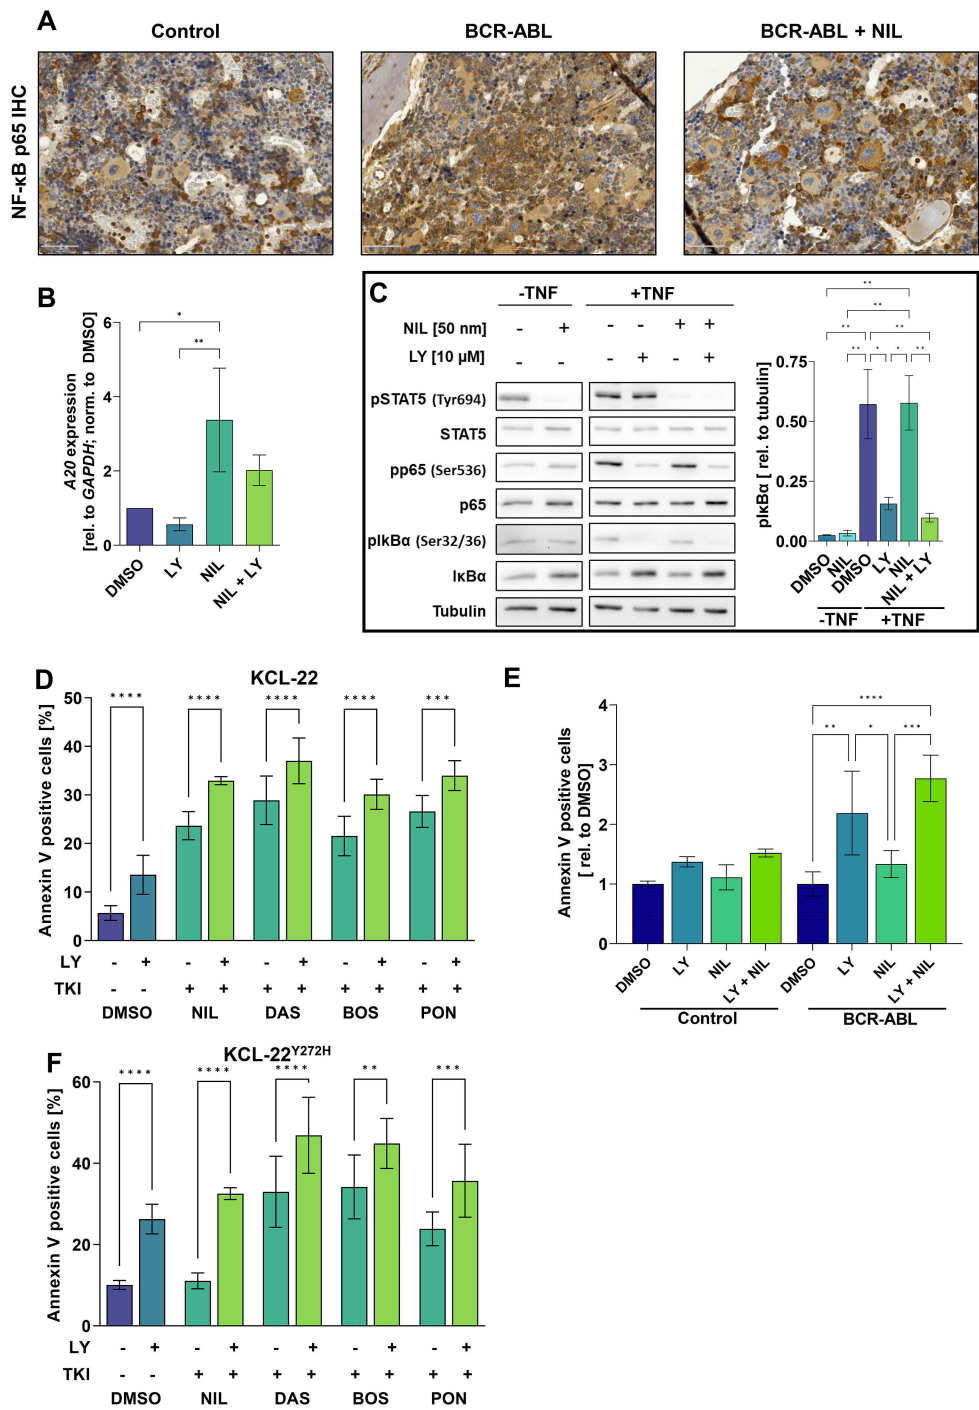 A
Control
BCR-ABL
BCR-ABL + NIL
NF-κB p65 IHC
B
A20 expression
[rel. to GAPDH; norm. to DMSO]
6
4
2
0
*
**
DMSO
LY
NIL
NIL + LY
C
-TNF
+TNF
NIL [50 nm] - + - - + +
LY [10 µM] - - - + - +
pSTAT5 (Tyr694)
STAT5
pp65 (Ser536)
p65
pIkBα (Ser32/36)
IκBα
Tubulin
pIkBα [ rel. to tubulin]
0.75
0.50
0.25
0.00
**
**
** **
** * * **
DMSO
NIL
DMSO
LY
NIL
NIL + LY
-TNF
+TNF
D
KCL-22
Annexin V positive cells [%]
50
40
30
20
10
0
**** **** **** **** ***
LY - + - + - + - + - +
TKI - - + + + + + + + +
DMSO NIL DAS BOS PON
E
Annexin V positive cells
[ rel. to DMSO]
4
3
2
1
0
****
** * ***
DMSO
LY
NIL
LY + NIL
DMSO
LY
NIL
LY + NIL
Control
BCR-ABL
F
KCL-22Y272H
Annexin V positive cells [%]
60
40
20
0
**** **** **** ** ***
LY - + - + - + - + - +
TKI - - + + + + + + + +
DMSO NIL DAS BOS PON